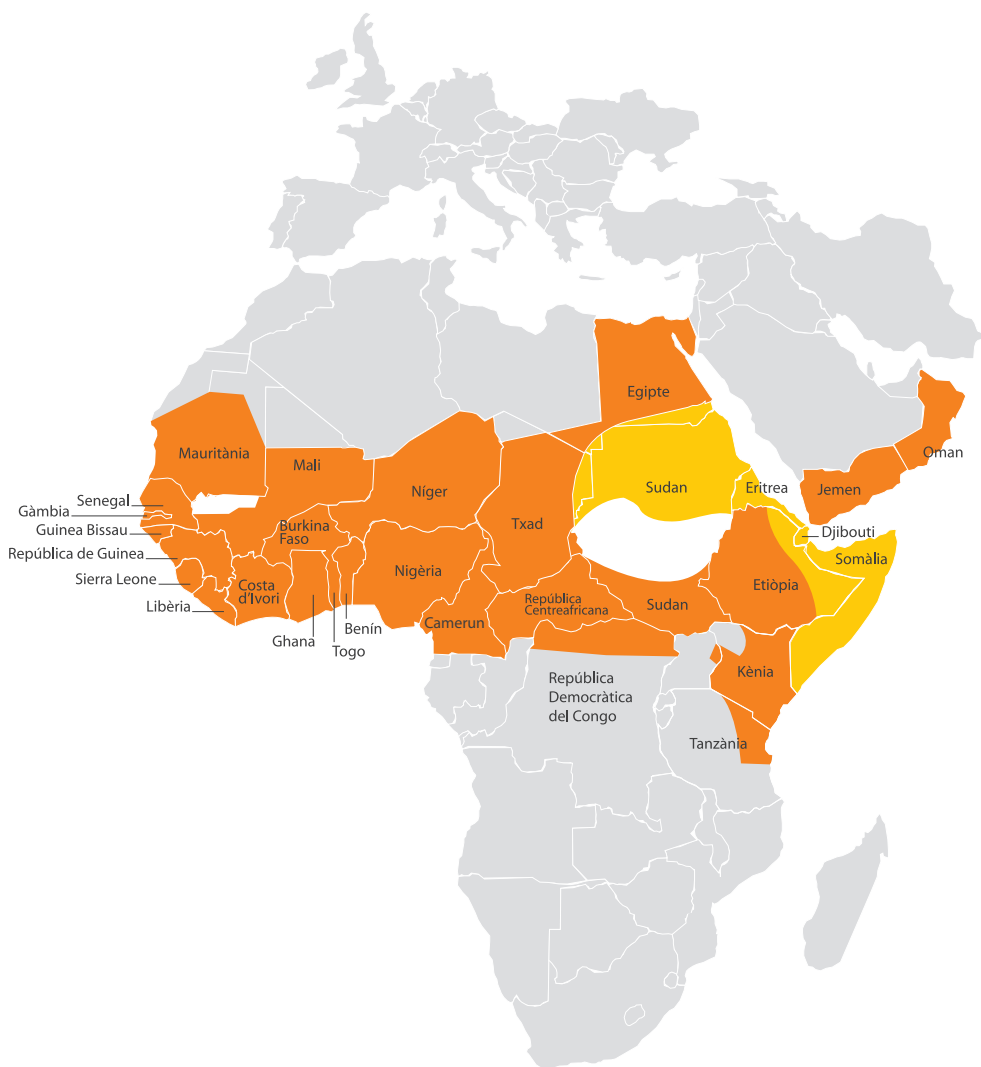 Egipte
Mauritània
Mali
Níger
Oman
Senegal
Gàmbia
Guinea Bissau
República de Guinea
Sierra Leone
Libèria
Burkina
Faso
Txad
Sudan
Eritrea
Jemen
Djibouti
Somàlia
Costa
d'Ivori
Nigèria
Etiòpia
Ghana
Togo
Benín
Camerun
República
Centreafricana
Sudan
Kènia
República
Democràtica
del Congo
Tanzània